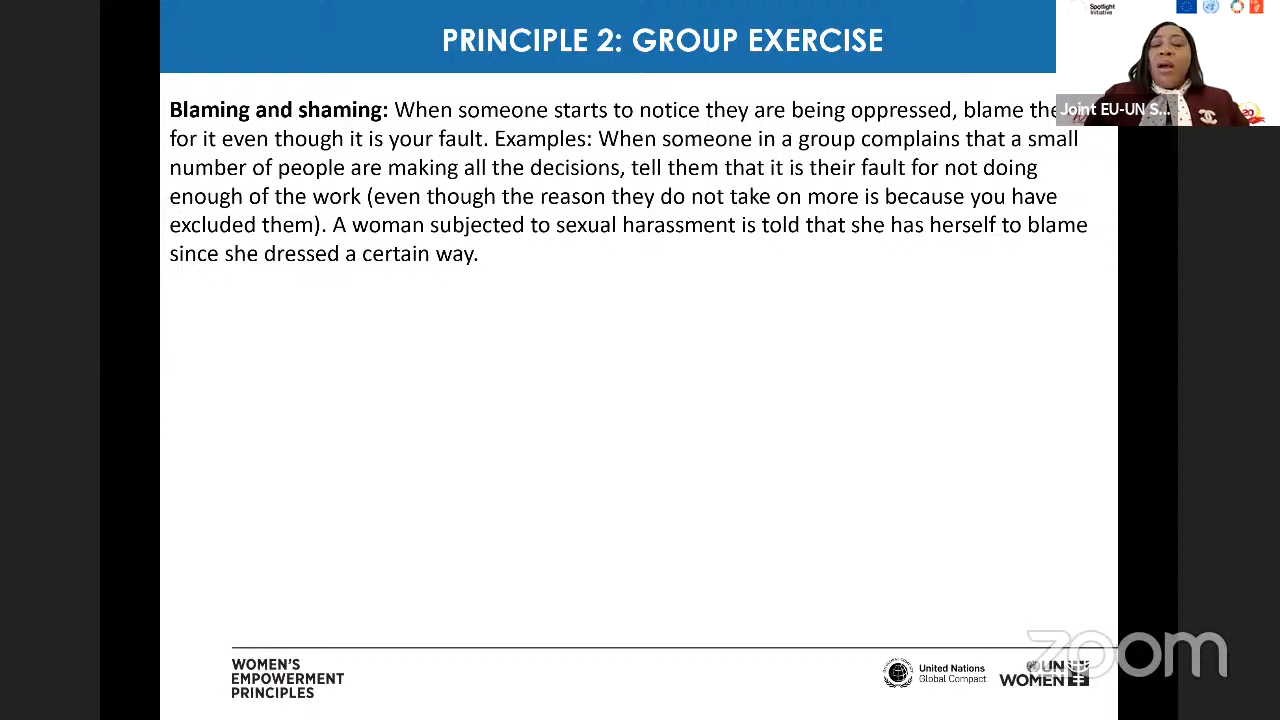 PRINCIPLE 2: GROUP EXERCISE
Spotlight
Initiative
Joint EU-UN S...
Blaming and shaming: When someone starts to notice they are being oppressed, blame the
for it even though it is your fault. Examples: When someone in a group complains that a small
number of people are making all the decisions, tell them that it is their fault for not doing
enough of the work (even though the reason they do not take on more is because you have
excluded them). A woman subjected to sexual harassment is told that she has herself to blame
since she dressed a certain way.
WOMEN'S
EMPOWERMENT
PRINCIPLES
United Nations
Global Compact
UN
WOMEN
zoom